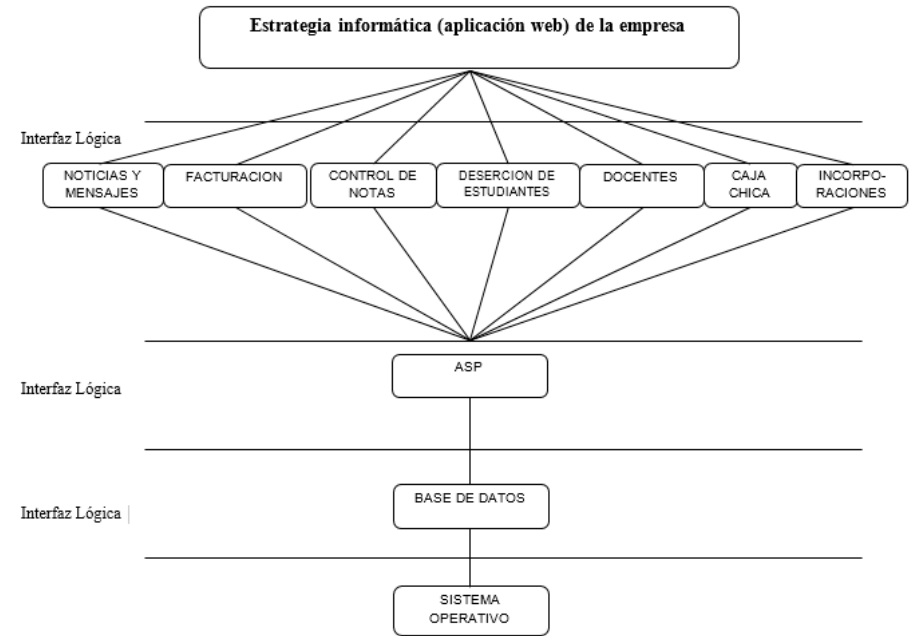 Estrategia informática (aplicación web) de la empresa
Interfaz Lógica
NOTICIAS Y
MENSAJES
FACTURACION
CONTROL DE
NOTAS
DESERCION DE
ESTUDIANTES
DOCENTES
CAJA
CHICA
INCORPO-
RACIONES
ASP
Interfaz Lógica
BASE DE DATOS
Interfaz Lógica
SISTEMA
OPERATIVO